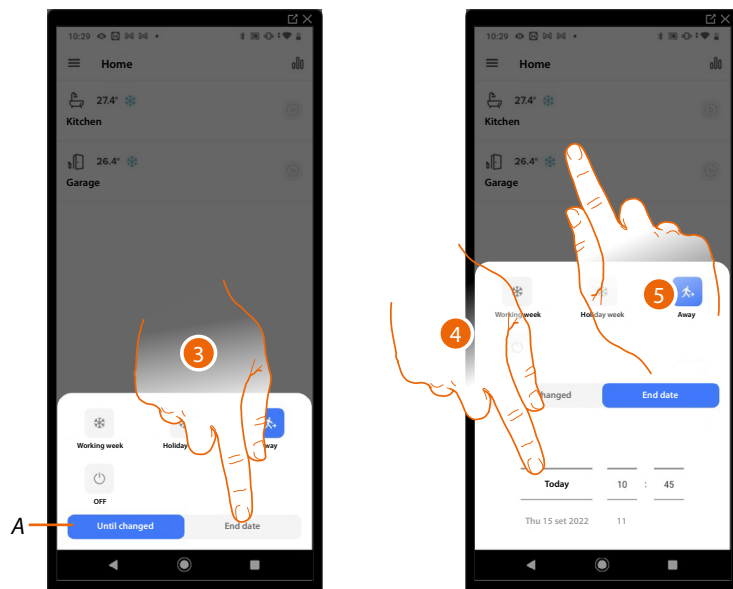 10:29
Home
27.4°
Kitchen
26.4°
Garage
3
Working week
Holiday
way
OFF
A
Until changed
End date
10:29
Home
27.4°
Kitchen
26.4°
Garage
5
Working week
Holiday week
Away
4
hanged
End date
Today 10 : 45
Thu 15 set 2022 11